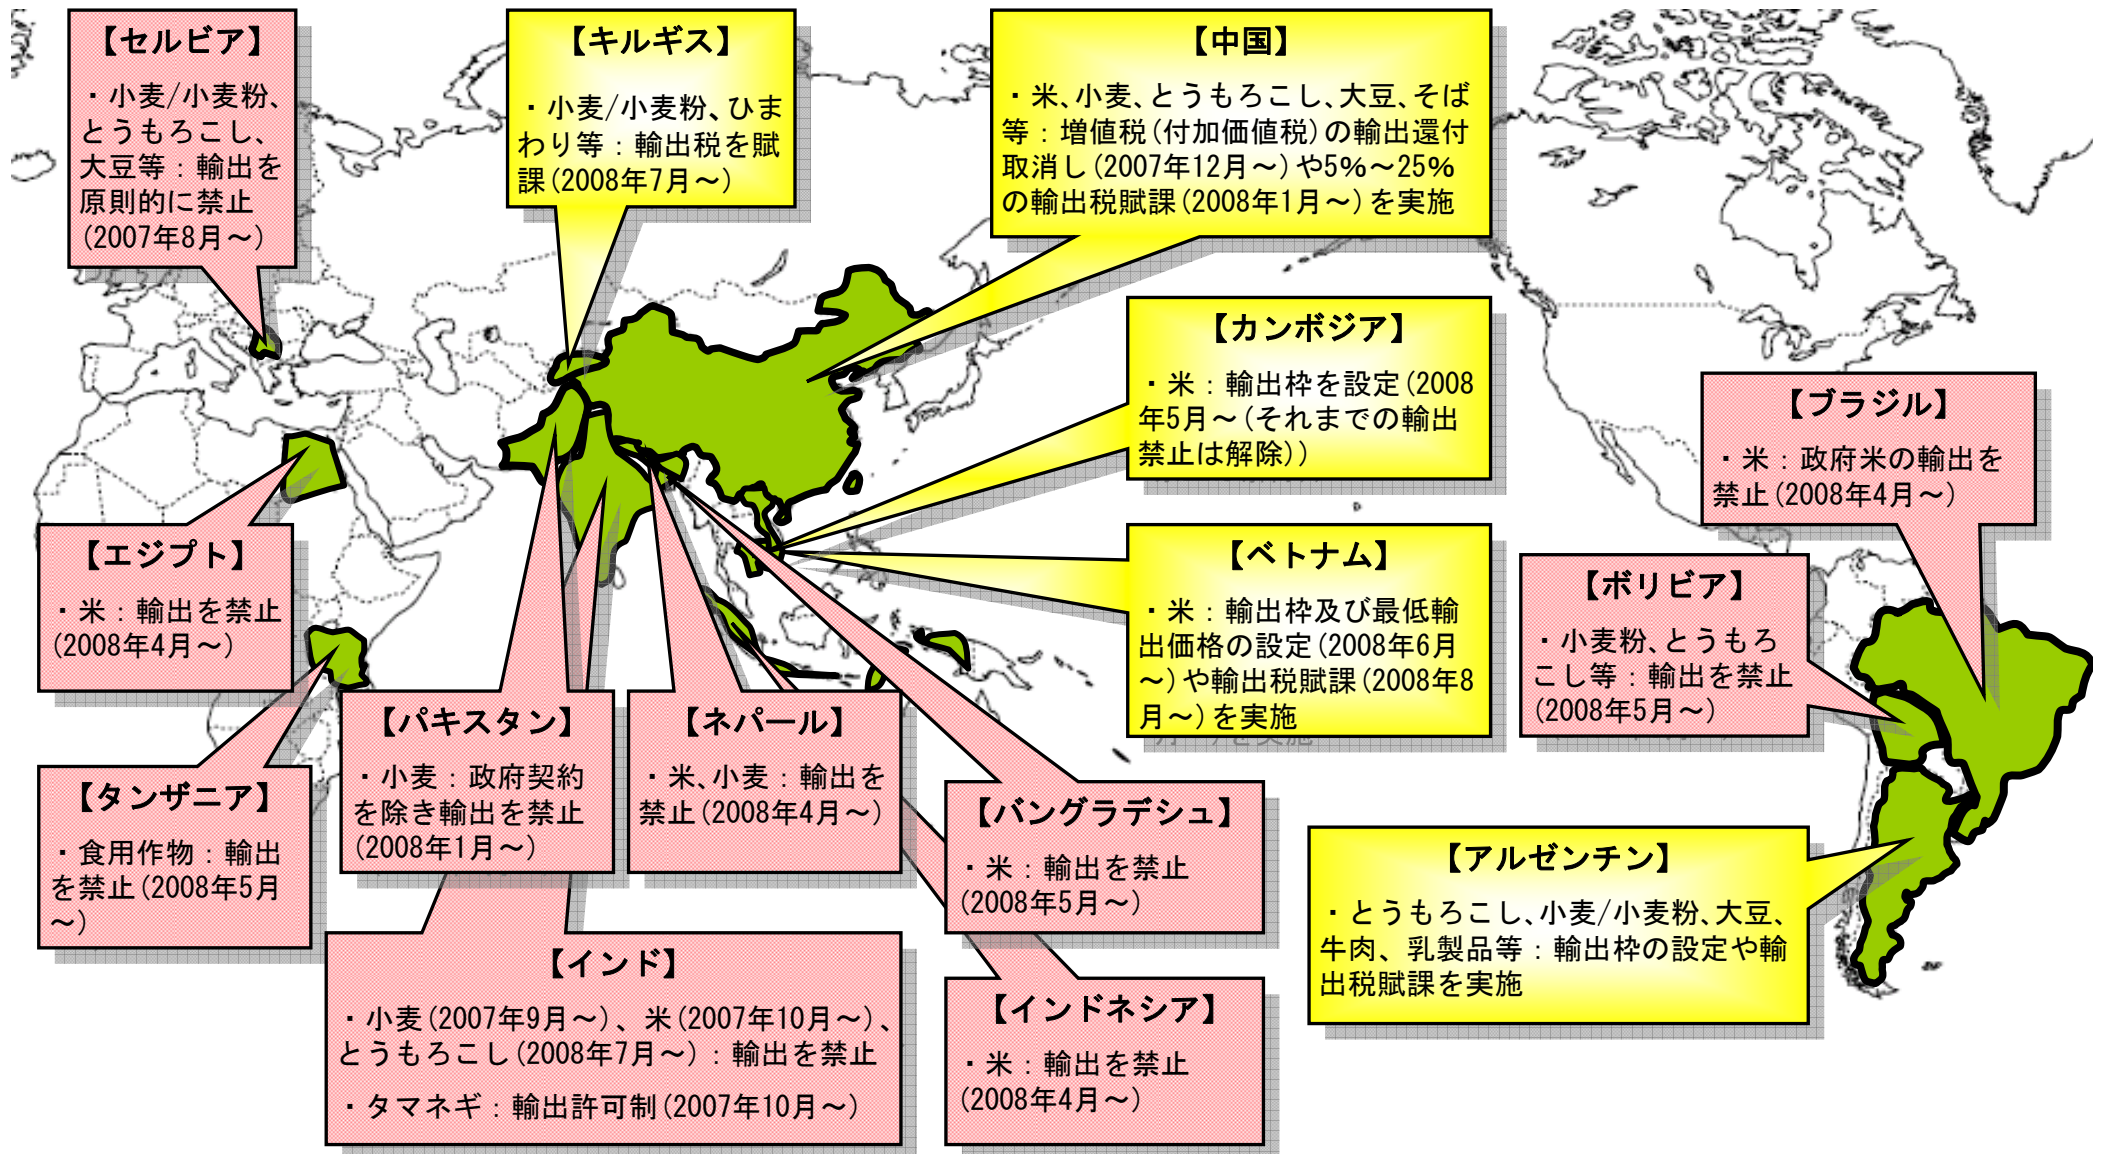 【セルビア】
・小麦/小麦粉、
とうもろこし、
大豆等：輸出を
原則的に禁止
(2007年8月～)
【キルギス】
・小麦/小麦粉、ひま
わり等：輸出税を賦
課(2008年7月～)
【中国】
・米、小麦、とうもろこし、大豆、そば
等：増値税(付加価値税)の輸出還付
取消し(2007年12月～)や5%～25%
の輸出税賦課(2008年1月～)を実施
【カンボジア】
・米：輸出枠を設定(2008
年5月～(それまでの輸出
禁止は解除))
【ブラジル】
・米：政府米の輸出を
禁止(2008年4月～)
【エジプト】
・米：輸出を禁止
(2008年4月～)
【ベトナム】
・米：輸出枠及び最低輸
出価格の設定(2008年6月
～)や輸出税賦課(2008年8
月～)を実施
【ボリビア】
・小麦粉、とうもろ
こし等：輸出を禁止
(2008年5月～)
【タンザニア】
・食用作物：輸出
を禁止(2008年5月
～)
【パキスタン】
・小麦：政府契約
を除き輸出を禁止
(2008年1月～)
【ネパール】
・米、小麦：輸出を
禁止(2008年4月～)
【バングラデシュ】
・米：輸出を禁止
(2008年5月～)
【アルゼンチン】
・とうもろこし、小麦/小麦粉、大豆、
牛肉、乳製品等：輸出枠の設定や輸
出税賦課を実施
【インド】
・小麦(2007年9月～)、米(2007年10月～)、
とうもろこし(2008年7月～)：輸出を禁止
・タマネギ：輸出許可制(2007年10月～)
【インドネシア】
・米：輸出を禁止
(2008年4月～)